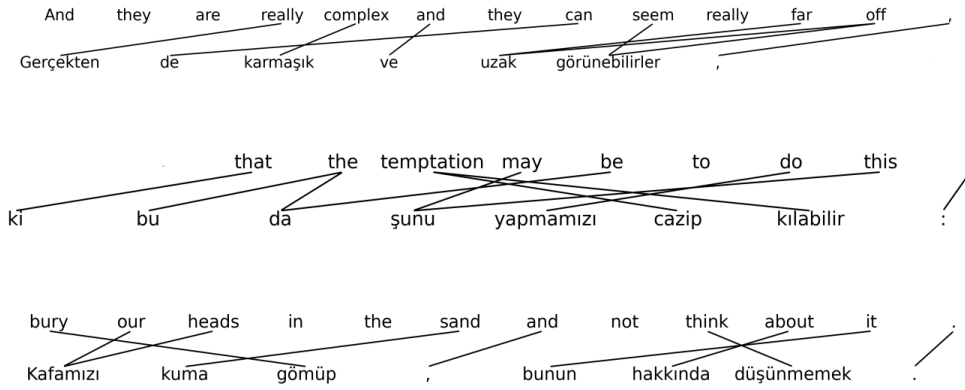 And they are really complex and they can seem really far off ,
Gerçekten de karmaşık ve uzak görünebilirler ,
that the temptation may be to do this
ki bu da şunu yapmamızı cazip kılabilir :
bury our heads in the sand and not think about it .
Kafamızı kuma gömüp , bunun hakkında düşünmemek .